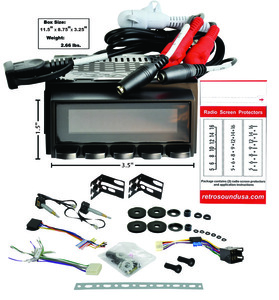 Box Size:
11.5" x 8.75" x 3.25"
Weight:
2.66 lbs.
1.5"
3.5"
Radio Screen Protectors
Package contains (2) radio screen protectors
and application instructions.
retrosoundusa.com